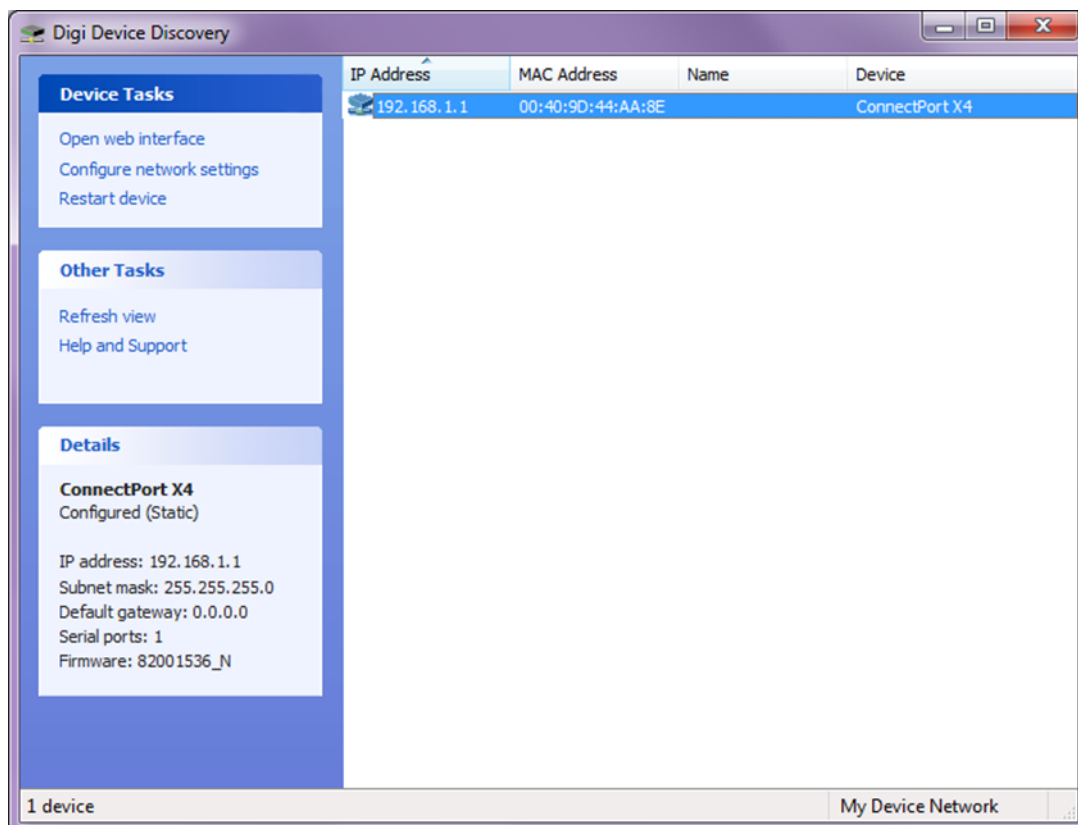 Digi Device Discovery
Device Tasks
Open web interface
Configure network settings
Restart device
Other Tasks
Refresh view
Help and Support
Details
ConnectPort X4
Configured (Static)
IP address: 192.168.1.1
Subnet mask: 255.255.255.0
Default gateway: 0.0.0.0
Serial ports: 1
Firmware: 82001536_N
IP Address MAC Address Name Device
192.168.1.1 00:40:9D:44:AA:8E ConnectPort X4
1 device My Device Network